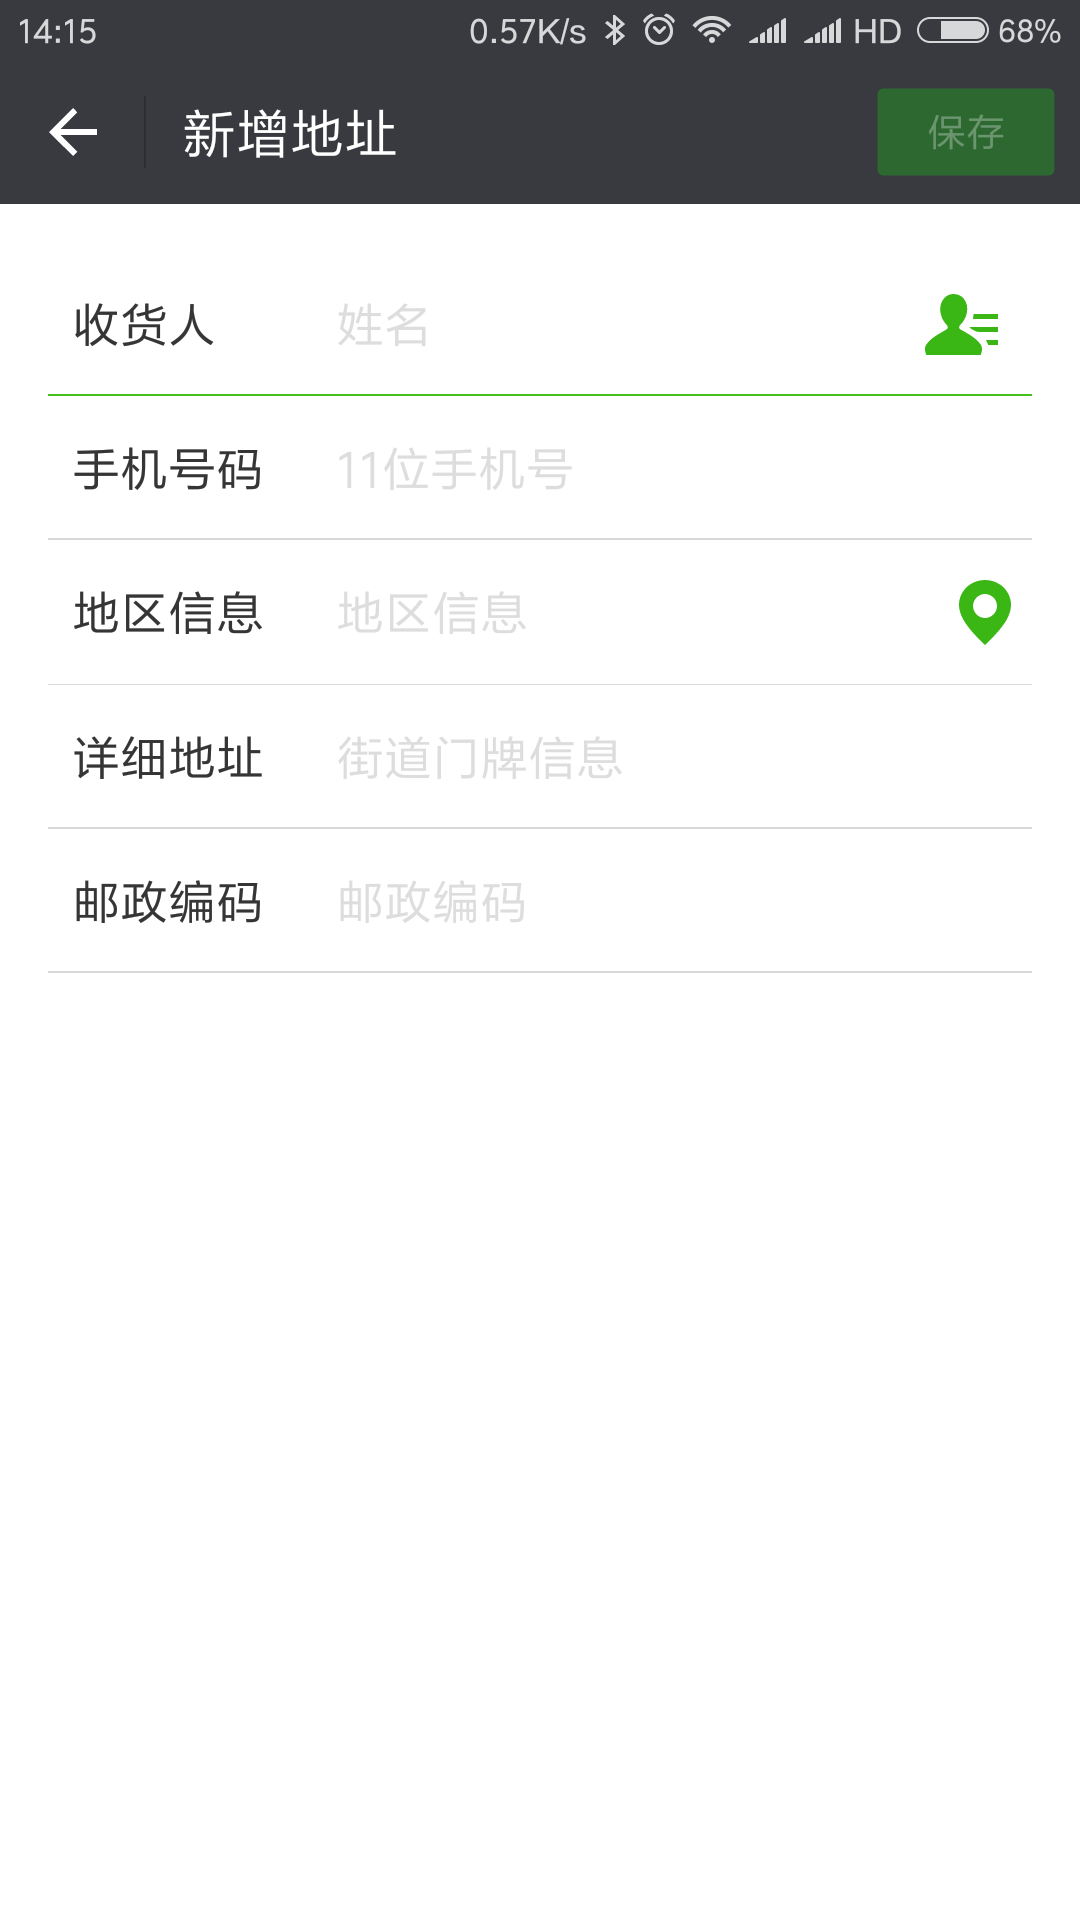 14:15 0.57K/s HD 68%
新增地址 保存
收货人 姓名
手机号码 11位手机号
地区信息 地区信息
详细地址 街道门牌信息
邮政编码 邮政编码